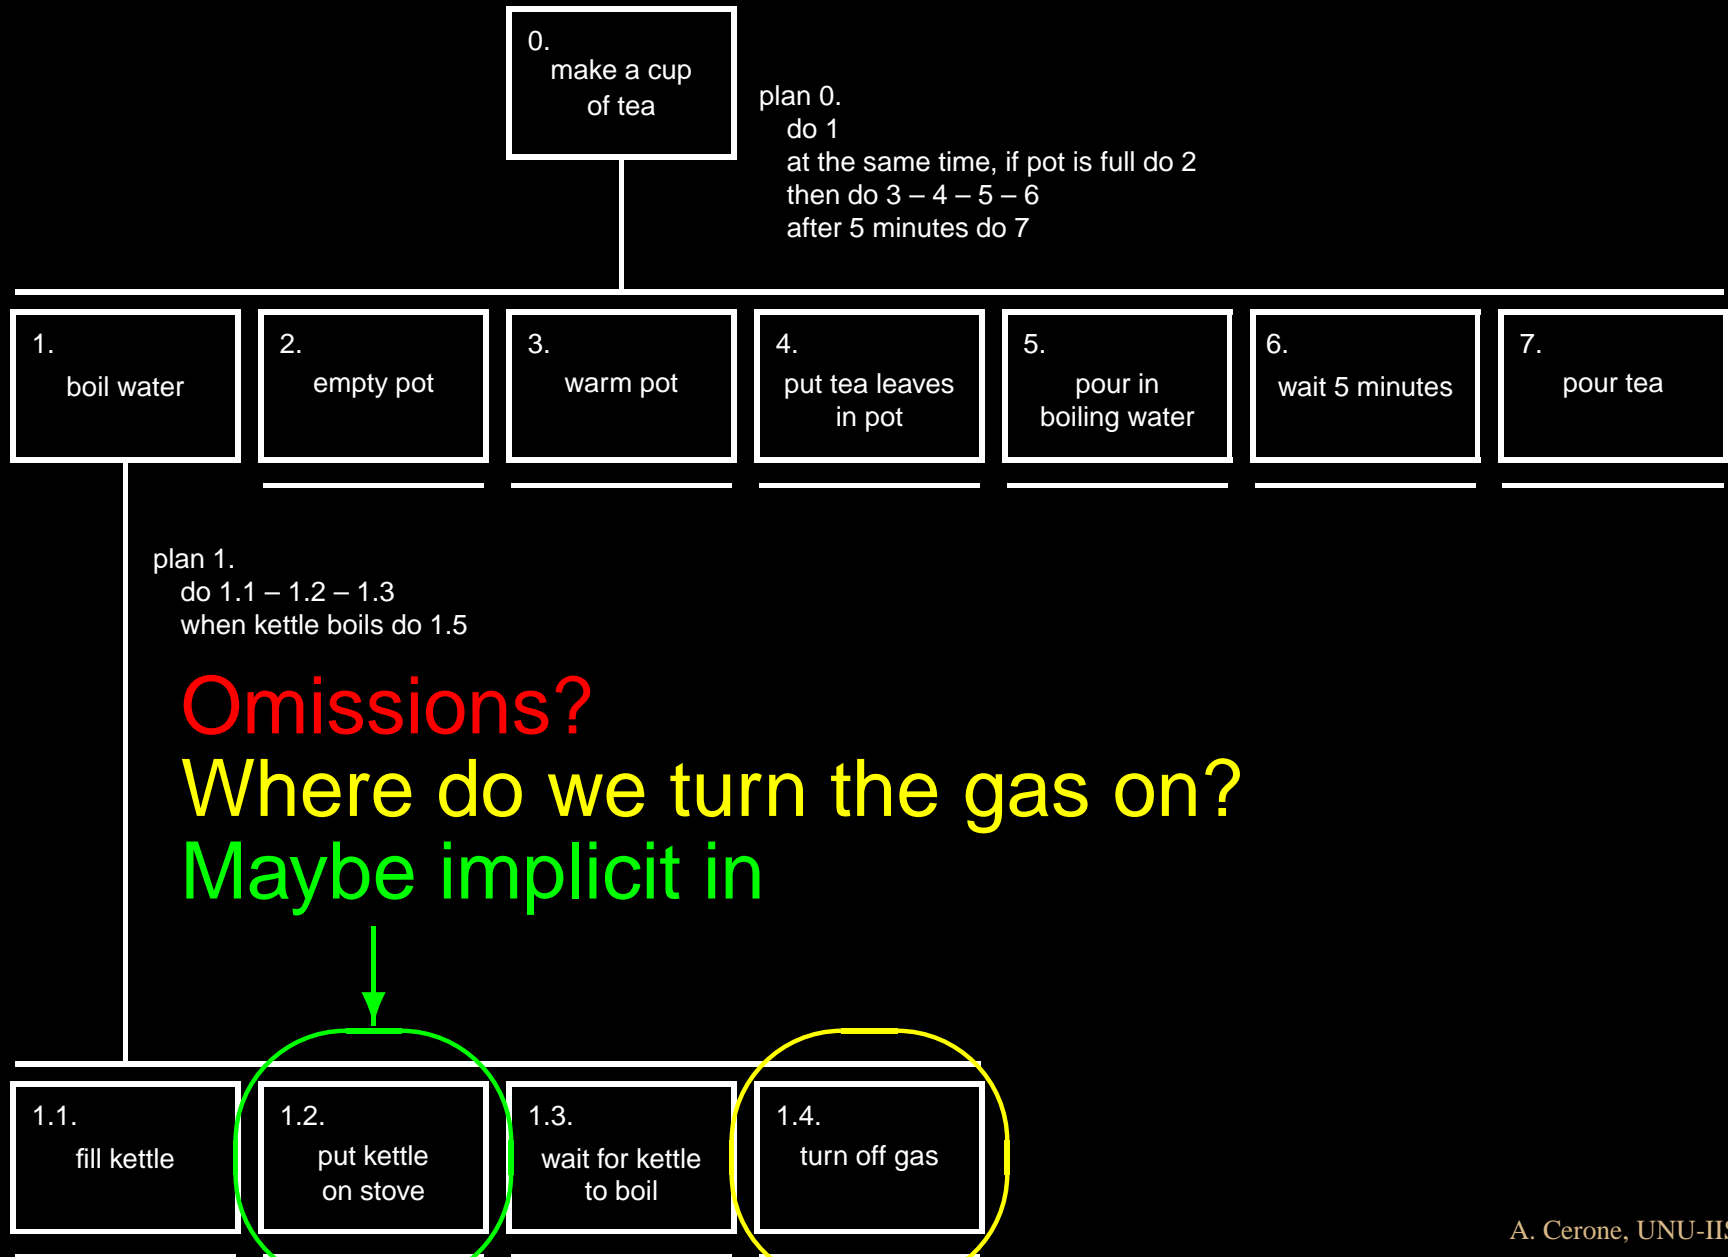 0.
make a cup
of tea
plan 0.
do 1
at the same time, if pot is full do 2
then do 3 – 4 – 5 – 6
after 5 minutes do 7
1.
boil water
2.
empty pot
3.
warm pot
4.
put tea leaves
in pot
5.
pour in
boiling water
6.
wait 5 minutes
7.
pour tea
plan 1.
do 1.1 – 1.2 – 1.3
when kettle boils do 1.5
Omissions?
Where do we turn the gas on?
Maybe implicit in
1.1.
fill kettle
1.2.
put kettle
on stove
1.3.
wait for kettle
to boil
1.4.
turn off gas
A. Cerone, UNU-IIS